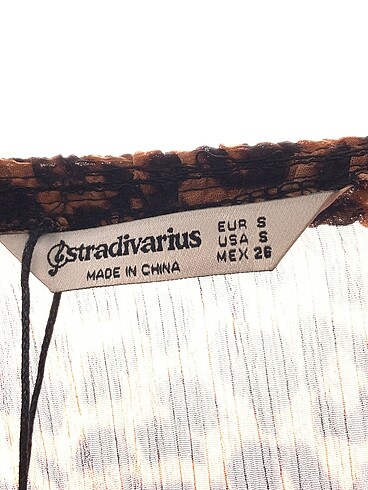 Stradivarius
MADE IN CHINA
EUR S
USA S
MEX 26